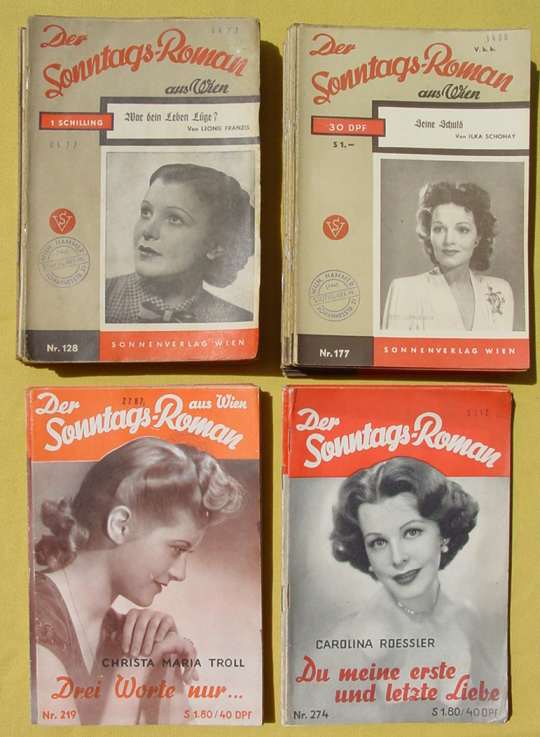 Der
Sonntags-Roman
aus Wien
1 SCHILLING
War dein Leben Lüge?
Von LEONIE FRANZIS
Nr. 128
SONNENVERLAG WIEN
Der
V. b. b.
Sonntags-Roman
aus Wien
30 DPF
S 1.—
Seine Schuld
Von ILKA SCHOHAY
Nr. 177
SONNENVERLAG WIEN
Der
aus Wien
Sonntags-Roman
CHRISTA MARIA TROLL
Drei Worte nur...
Nr. 219
S 1.80/40 DPf
Der
Sonntags-Roman
CAROLINA ROESSLER
Du meine erste
und letzte Liebe
Nr. 274
S 1.80/40 DPf